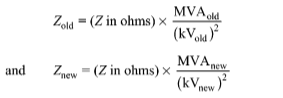 Z_old = (Z in ohms) × MVA_old / (kV_old)²
and Z_new = (Z in ohms) × MVA_new / (kV_new)²